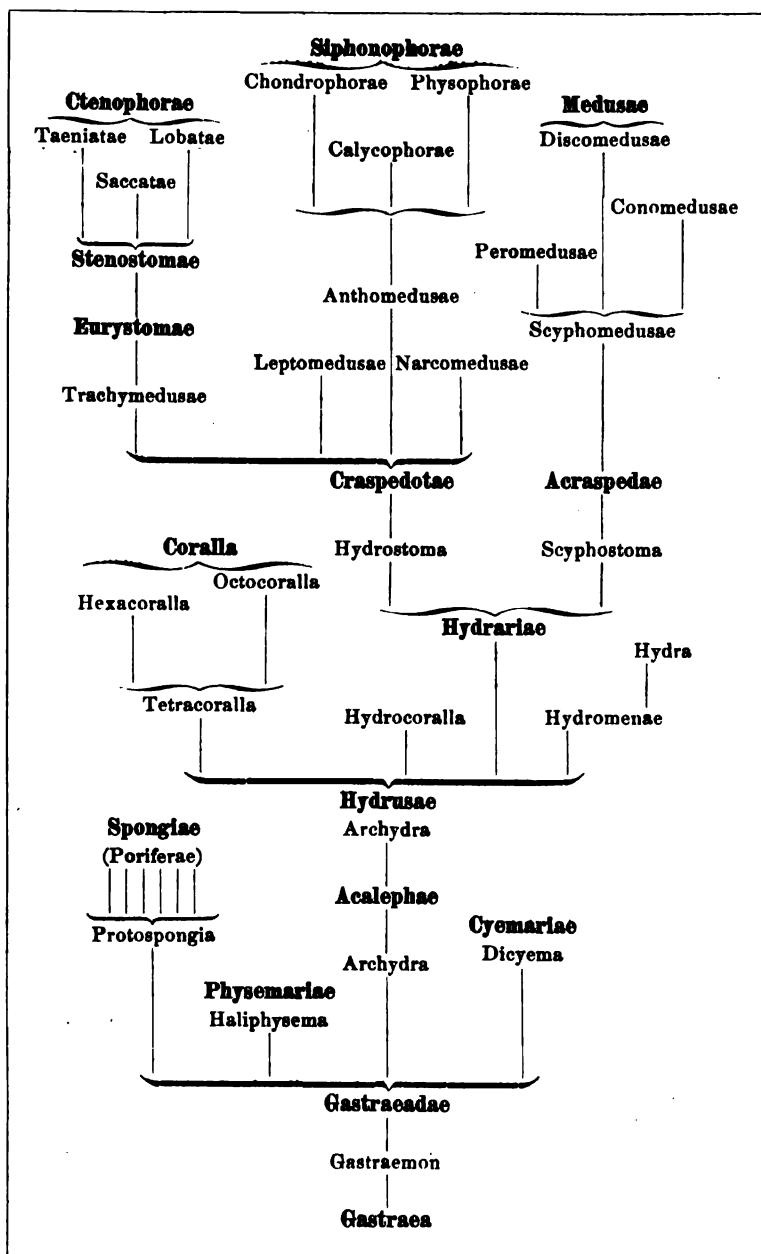 Siphonophorae
Chondrophorae Physophorae
Ctenophorae
Medusae
Taeniatae Lobatae
Discomedusae
Calycophorae
Saccatae
Conomedusae
Stenostomae
Peromedusae
Anthomedusae
Eurystomae
Scyphomedusae
Leptomedusae Narcomedusae
Trachymedusae
Craspedotae
Acraspedae
Coralla
Hydrostoma
Scyphostoma
Octocoralla
Hexacoralla
Hydrariae
Hydra
Tetracoralla
Hydrocoralla
Hydromenae
Hydrusae
Spongiae
Archydra
(Poriferae)
Acalephae
Cyemariae
Protospongia
Dicyema
Archydra
Physemariae
Haliphysema
Gastraeadae
Gastraemon
Gastraea